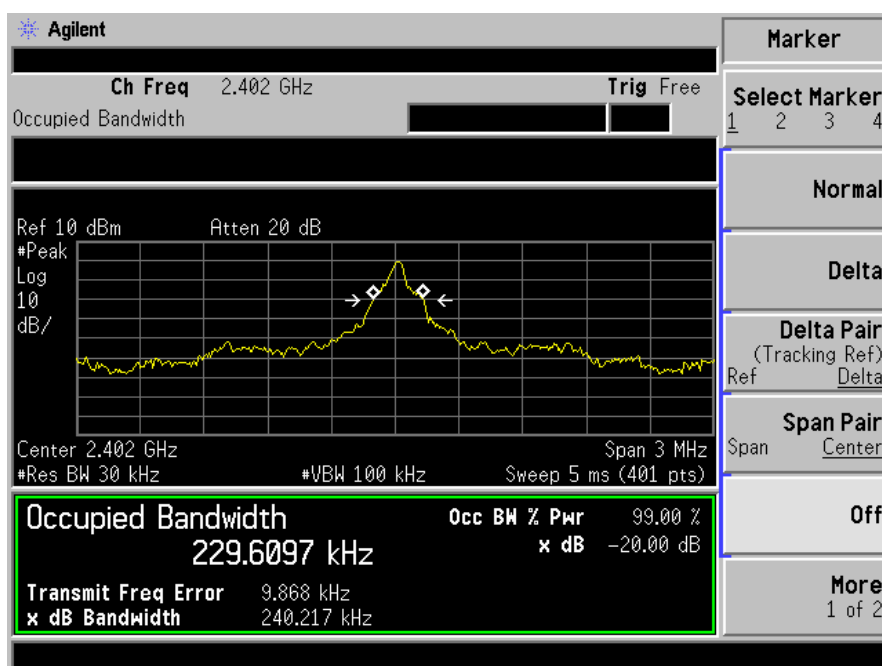 Agilent
Ch Freq 2.402 GHz Trig Free
Occupied Bandwidth
Ref 10 dBm Atten 20 dB
#Peak
Log
10
dB/
Center 2.402 GHz Span 3 MHz
#Res BW 30 kHz #VBW 100 kHz Sweep 5 ms (401 pts)
Occupied Bandwidth
229.6097 kHz
Occ BW % Pwr 99.00 %
x dB -20.00 dB
Transmit Freq Error 9.868 kHz
x dB Bandwidth 240.217 kHz
Marker
Select Marker
1 2 3 4
Normal
Delta
Delta Pair
(Tracking Ref)
Ref Delta
Span Pair
Span Center
Off
More
1 of 2